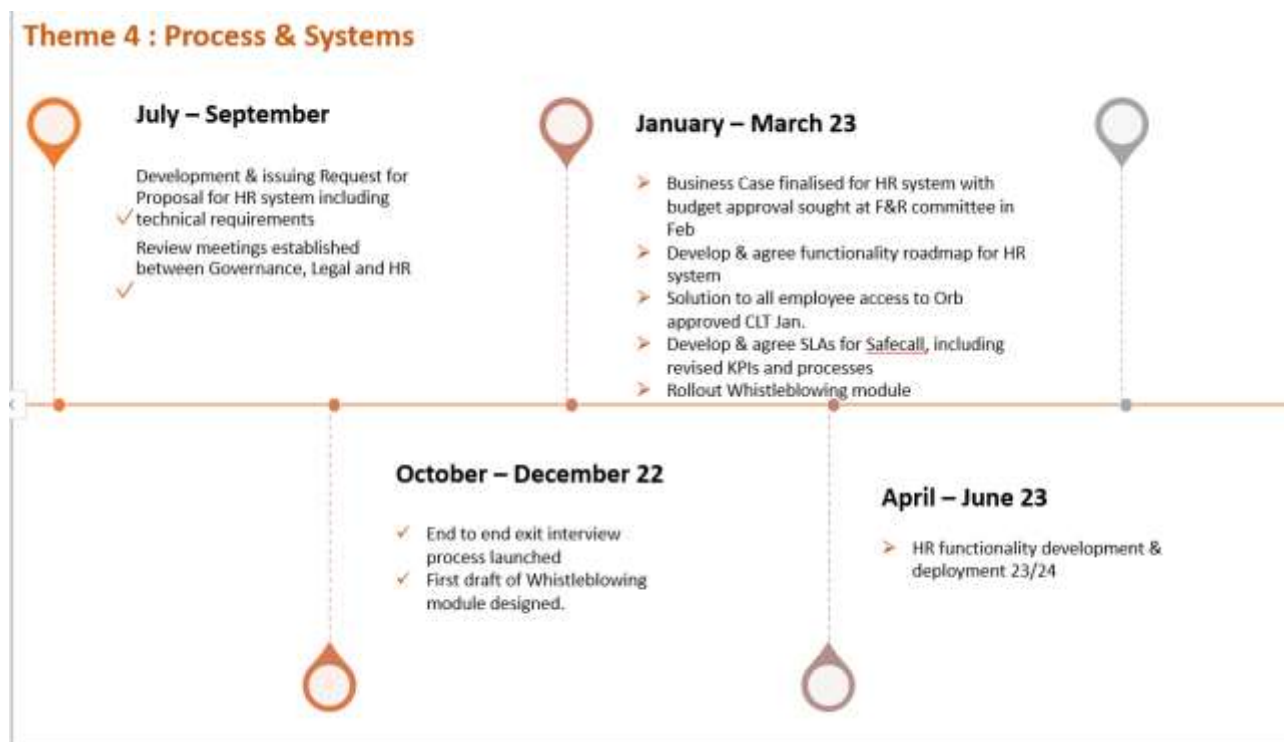 Theme 4 : Process & Systems
July – September
Development & issuing Request for
Proposal for HR system including
technical requirements
Review meetings established
between Governance, Legal and HR
January – March 23
Business Case finalised for HR system with
budget approval sought at F&R committee in
Feb
Develop & agree functionality roadmap for HR
system
Solution to all employee access to Orb
approved CLT Jan.
Develop & agree SLAs for Safecall, including
revised KPIs and processes
Rollout Whistleblowing module
October – December 22
End to end exit interview
process launched
First draft of Whistleblowing
module designed.
April – June 23
HR functionality development &
deployment 23/24